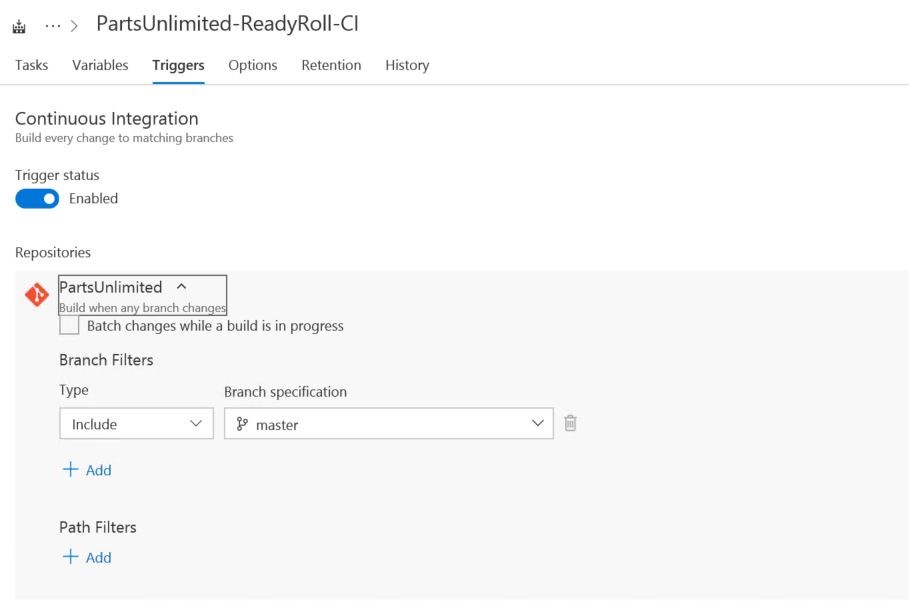 ... > PartsUnlimited-ReadyRoll-CI
Tasks Variables Triggers Options Retention History
Continuous Integration
Build every change to matching branches
Trigger status
Enabled
Repositories
PartsUnlimited
Build when any branch changes
Batch changes while a build is in progress
Branch Filters
Type Branch specification
Include master
+ Add
Path Filters
+ Add